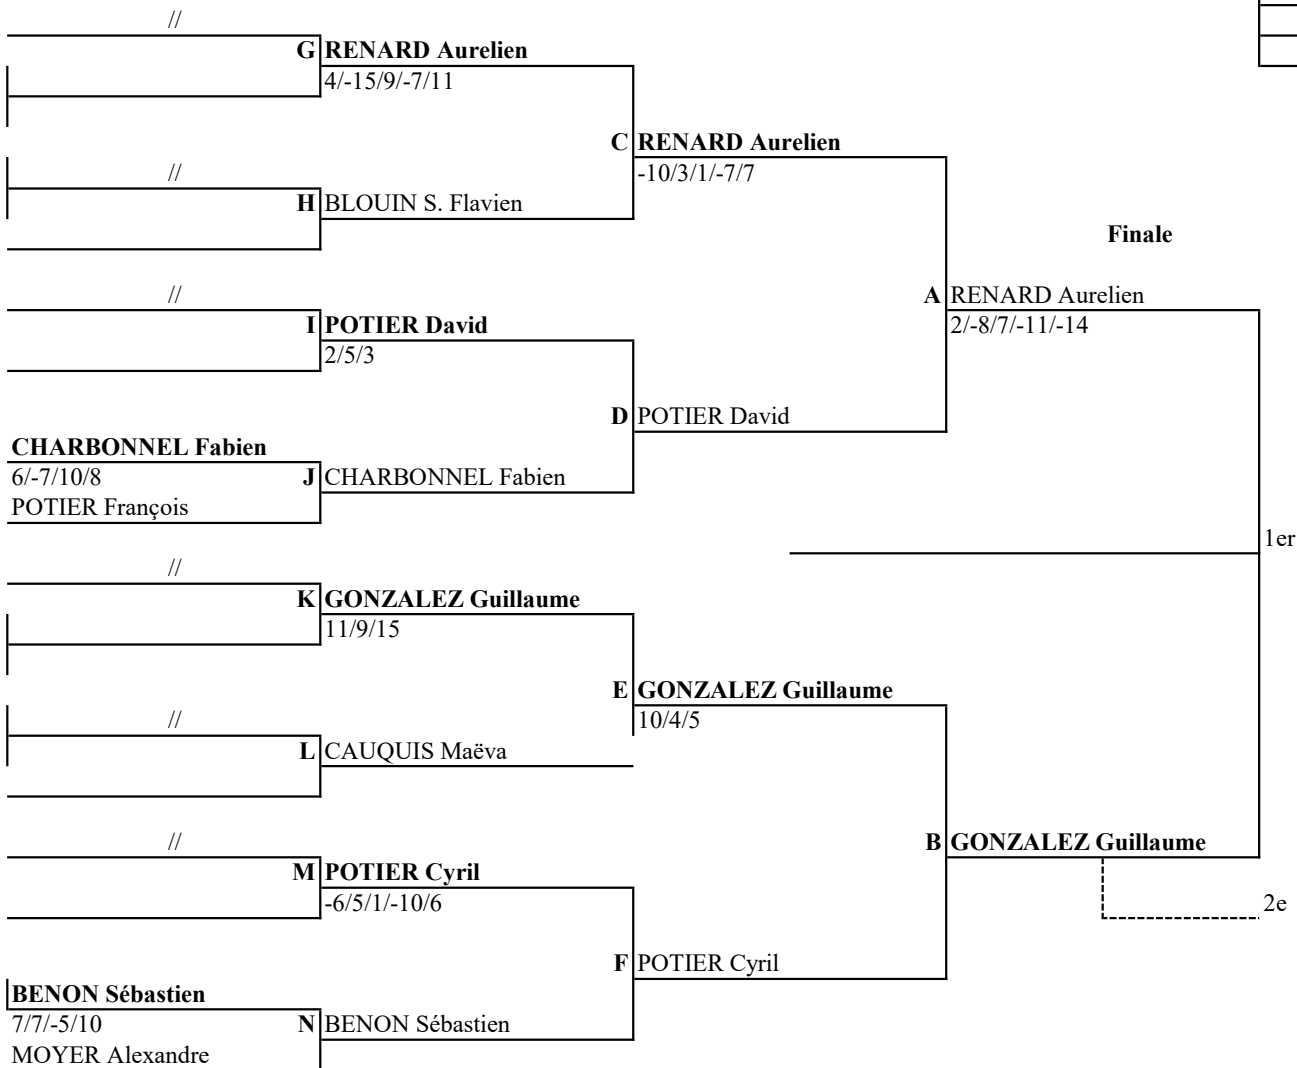 //
G RENARD Aurelien
4/-15/9/-7/11
C RENARD Aurelien
-10/3/1/-7/7
//
H BLOUIN S. Flavien
Finale
//
A RENARD Aurelien
2/-8/7/-11/-14
I POTIER David
2/5/3
D POTIER David
CHARBONNEL Fabien
6/-7/10/8
J CHARBONNEL Fabien
POTIER François
1er
//
K GONZALEZ Guillaume
11/9/15
E GONZALEZ Guillaume
10/4/5
//
L CAUQUIS Maëva
//
B GONZALEZ Guillaume
M POTIER Cyril
-6/5/1/-10/6
2e
F POTIER Cyril
BENON Sébastien
7/7/-5/10
N BENON Sébastien
MOYER Alexandre